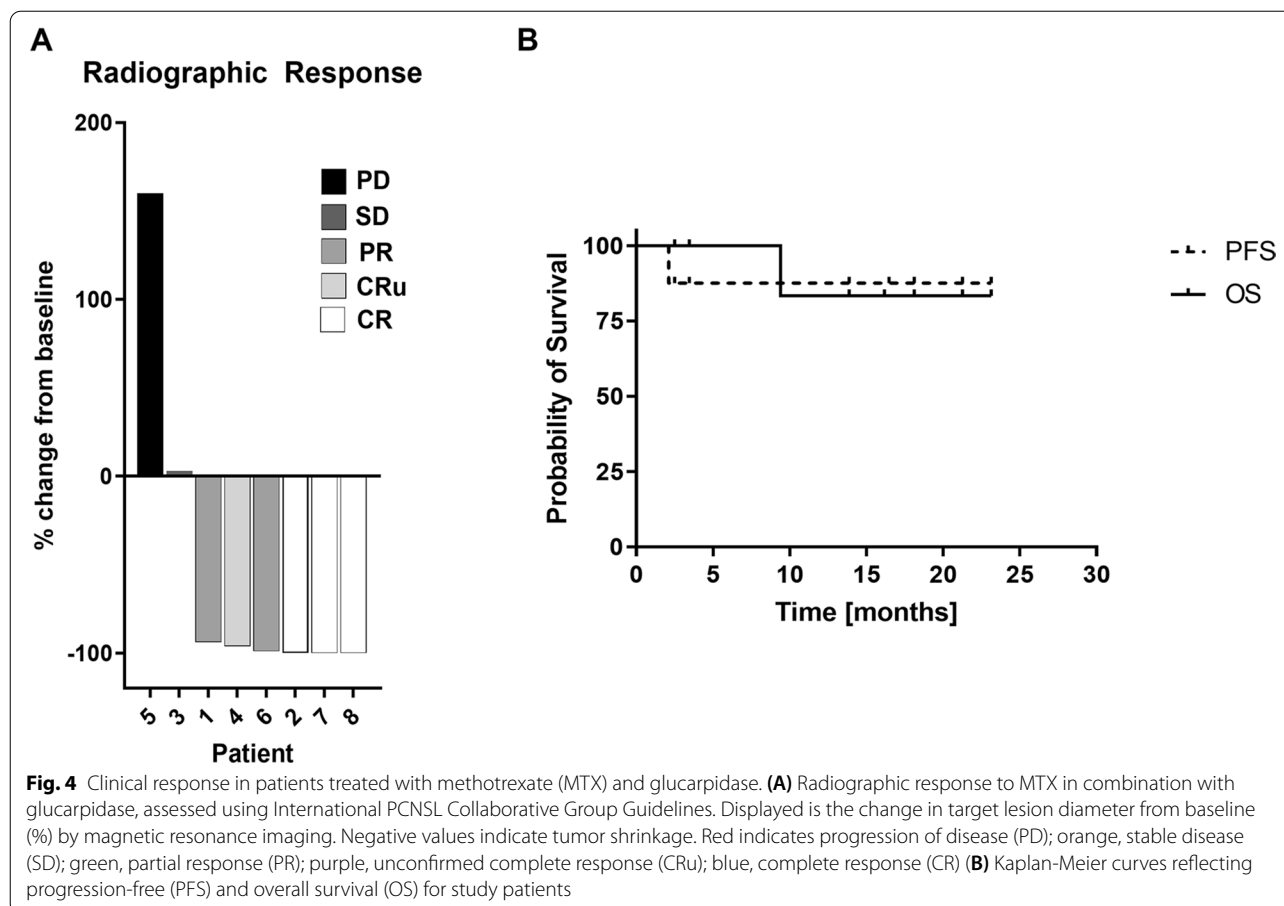 A
Radiographic Response
200
100
0
-100
% change from baseline
PD
SD
PR
CRu
CR
5 3 1 4 6 2 7 8
Patient
B
100
75
50
25
0
Probability of Survival
0 5 10 15 20 25 30
Time [months]
PFS
OS
Fig. 4 Clinical response in patients treated with methotrexate (MTX) and glucarpidase. (A) Radiographic response to MTX in combination with
glucarpidase, assessed using International PCNSL Collaborative Group Guidelines. Displayed is the change in target lesion diameter from baseline
(%) by magnetic resonance imaging. Negative values indicate tumor shrinkage. Red indicates progression of disease (PD); orange, stable disease
(SD); green, partial response (PR); purple, unconfirmed complete response (CRu); blue, complete response (CR) (B) Kaplan-Meier curves reflecting
progression-free (PFS) and overall survival (OS) for study patients